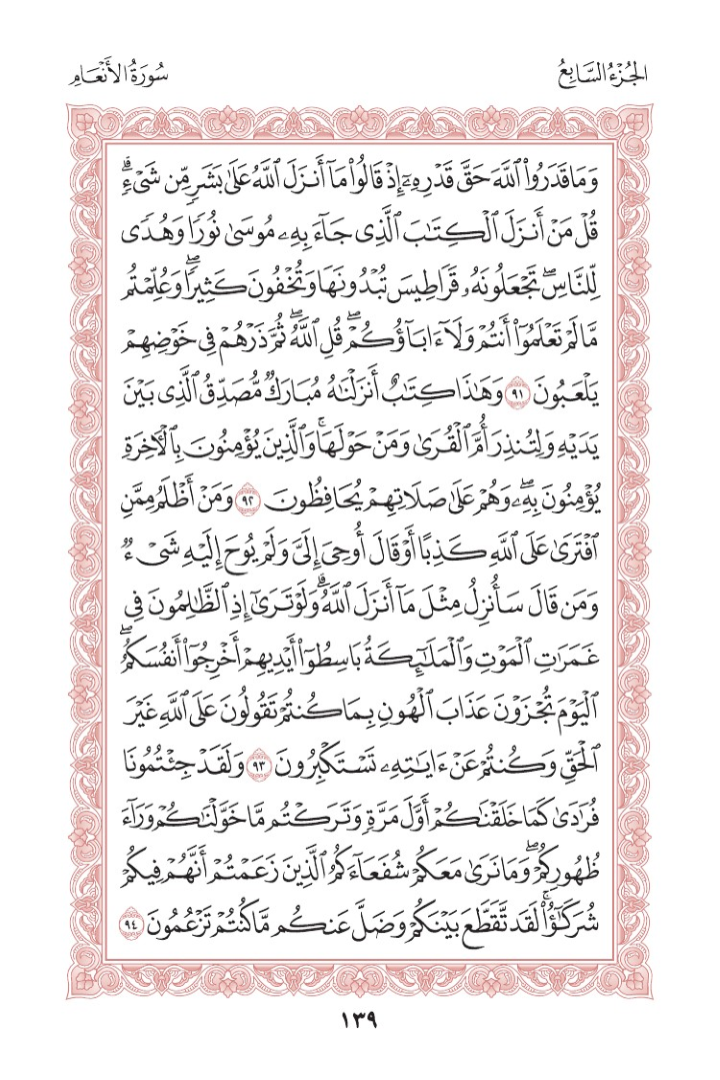 الجُزْءُ السَّابِعُ
سُورَةُ الأَنْعَامِ
وَمَا قَدَرُوا۟ ٱللَّهَ حَقَّ قَدْرِهِۦٓ إِذْ قَالُوا۟ مَآ أَنزَلَ ٱللَّهُ عَلَىٰ بَشَرٍ مِّن شَىْءٍۗ
قُلْ مَنْ أَنزَلَ ٱلْكِتَٰبَ ٱلَّذِى جَآءَ بِهِۦ مُوسَىٰ نُورًا وَهُدًى
لِّلنَّاسِۖ تَجْعَلُونَهُۥ قَرَاطِيسَ تُبْدُونَهَا وَتُخْفُونَ كَثِيرًاۖ وَعُلِّمْتُم
مَّا لَمْ تَعْلَمُوٓا۟ أَنتُمْ وَلَآ ءَابَآؤُكُمْۖ قُلِ ٱللَّهُۖ ثُمَّ ذَرْهُمْ فِى خَوْضِهِمْ
يَلْعَبُونَ ٩١ وَهَٰذَا كِتَٰبٌ أَنزَلْنَٰهُ مُبَارَكٌ مُّصَدِّقُ ٱلَّذِى بَيْنَ
يَدَيْهِ وَلِتُنذِرَ أُمَّ ٱلْقُرَىٰ وَمَنْ حَوْلَهَاۚ وَٱلَّذِينَ يُؤْمِنُونَ بِٱلْءَاخِرَةِ
يُؤْمِنُونَ بِهِۦۖ وَهُمْ عَلَىٰ صَلَاتِهِمْ يُحَافِظُونَ ٩٢ وَمَنْ أَظْلَمُ مِمَّنِ
ٱفْتَرَىٰ عَلَى ٱللَّهِ كَذِبًا أَوْ قَالَ أُوحِىَ إِلَىَّ وَلَمْ يُوحَ إِلَيْهِ شَىْءٌ
وَمَن قَالَ سَأُنزِلُ مِثْلَ مَآ أَنزَلَ ٱللَّهُۗ وَلَوْ تَرَىٰٓ إِذِ ٱلظَّٰلِمُونَ فِى
غَمَرَٰتِ ٱلْمَوْتِ وَٱلْمَلَٰٓئِكَةُ بَاسِطُوٓا۟ أَيْدِيهِمْ أَخْرِجُوٓا۟ أَنفُسَكُمُۖ
ٱلْيَوْمَ تُجْزَوْنَ عَذَابَ ٱلْهُونِ بِمَا كُنتُمْ تَقُولُونَ عَلَى ٱللَّهِ غَيْرَ
ٱلْحَقِّ وَكُنتُمْ عَنْ ءَايَٰتِهِۦ تَسْتَكْبِرُونَ ٩٣ وَلَقَدْ جِئْتُمُونَا
فُرَٰدَىٰ كَمَا خَلَقْنَٰكُمْ أَوَّلَ مَرَّةٍ وَتَرَكْتُم مَّا خَوَّلْنَٰكُمْ وَرَآءَ
ظُهُورِكُمْۖ وَمَا نَرَىٰ مَعَكُمْ شُفَعَآءَكُمُ ٱلَّذِينَ زَعَمْتُمْ أَنَّهُمْ فِيكُمْ
شُرَكَٰٓؤُا۟ۚ لَقَد تَّقَطَّعَ بَيْنَكُمْ وَضَلَّ عَنكُم مَّا كُنتُمْ تَزْعُمُونَ ٩٤
١٣٩